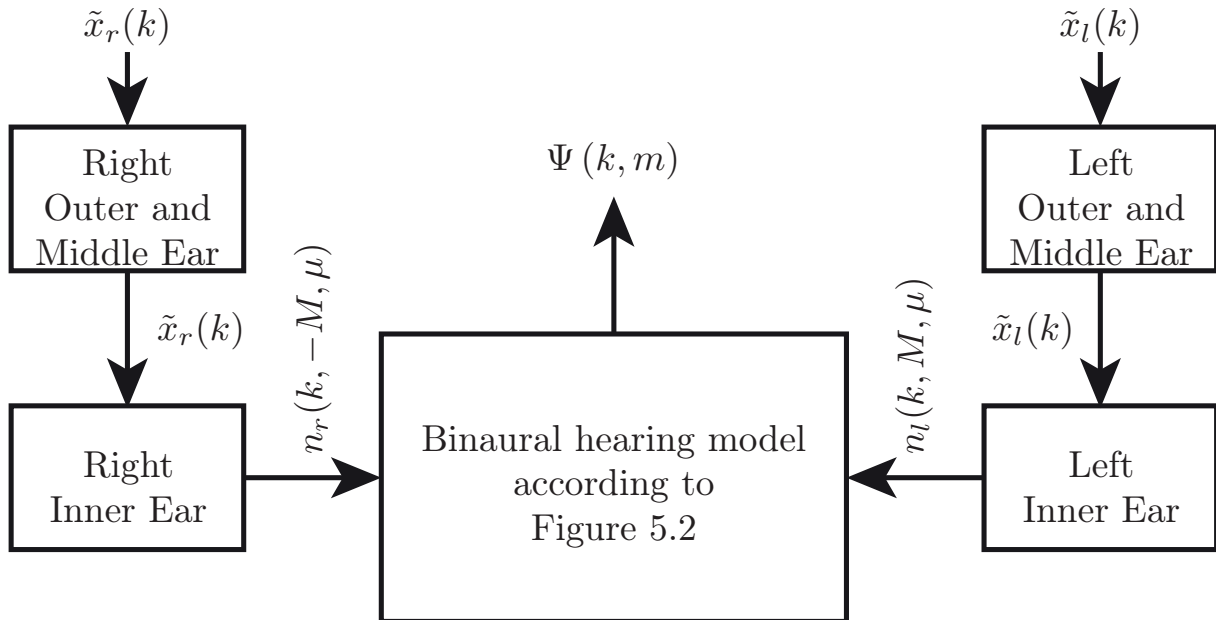 x̃_r(k)
x̃_l(k)
Right
Outer and
Middle Ear
Ψ (k, m)
Left
Outer and
Middle Ear
x̃_r(k)
n_r(k, −M, μ)
n_l(k, M, μ)
x̃_l(k)
Right
Inner Ear
Binaural hearing model
according to
Figure 5.2
Left
Inner Ear